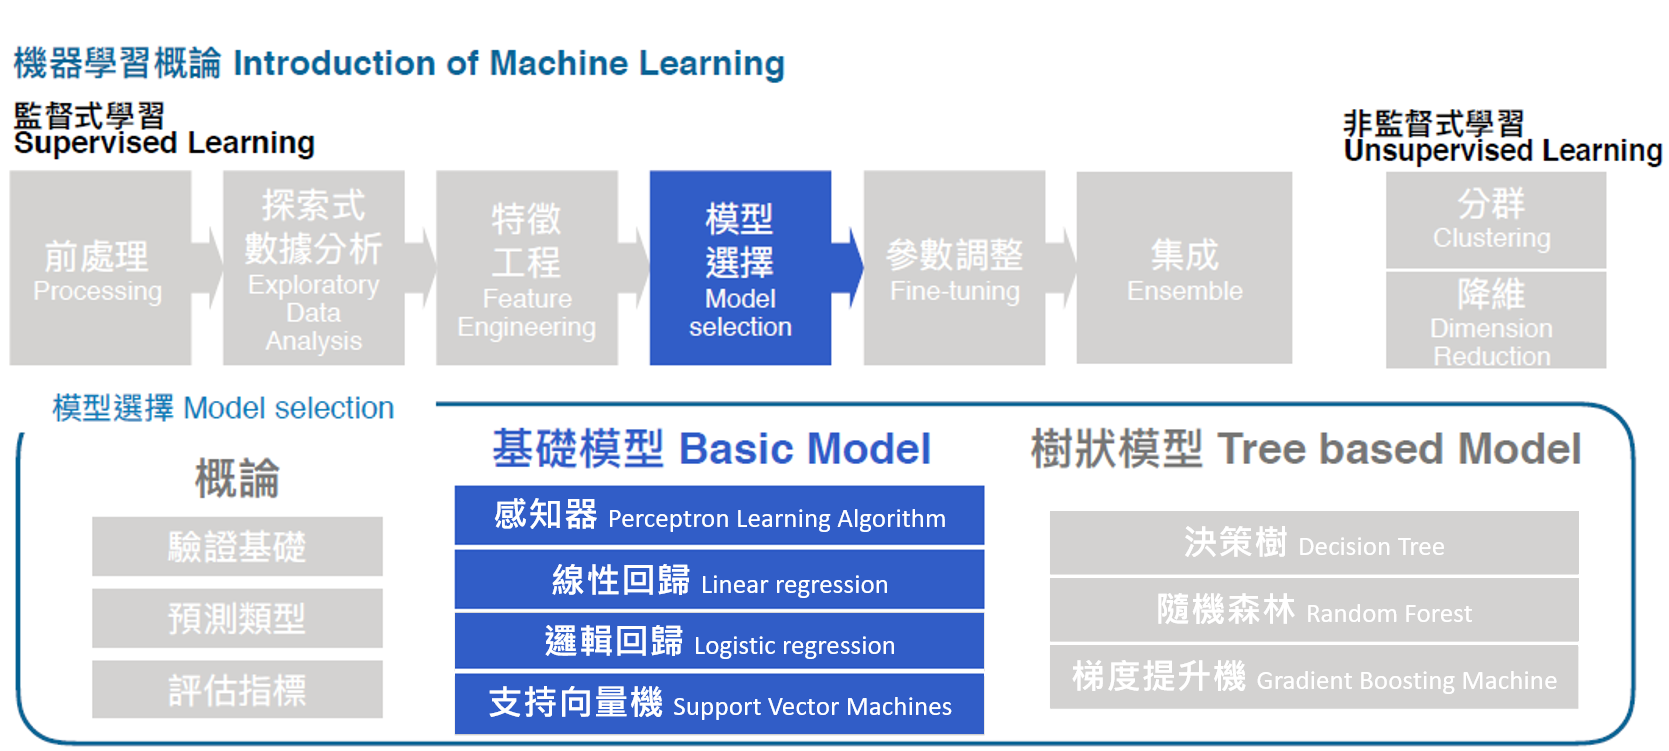 機器學習概論 Introduction of Machine Learning
監督式學習
Supervised Learning
非監督式學習
Unsupervised Learning
前處理
Processing
探索式
數據分析
Exploratory
Data
Analysis
特徵
工程
Feature
Engineering
模型
選擇
Model
selection
參數調整
Fine-tuning
集成
Ensemble
分群
Clustering
降維
Dimension
Reduction
模型選擇 Model selection
概論
驗證基礎
預測類型
評估指標
基礎模型 Basic Model
感知器 Perceptron Learning Algorithm
線性回歸 Linear regression
邏輯回歸 Logistic regression
支持向量機 Support Vector Machines
樹狀模型 Tree based Model
決策樹 Decision Tree
隨機森林 Random Forest
梯度提升機 Gradient Boosting Machine